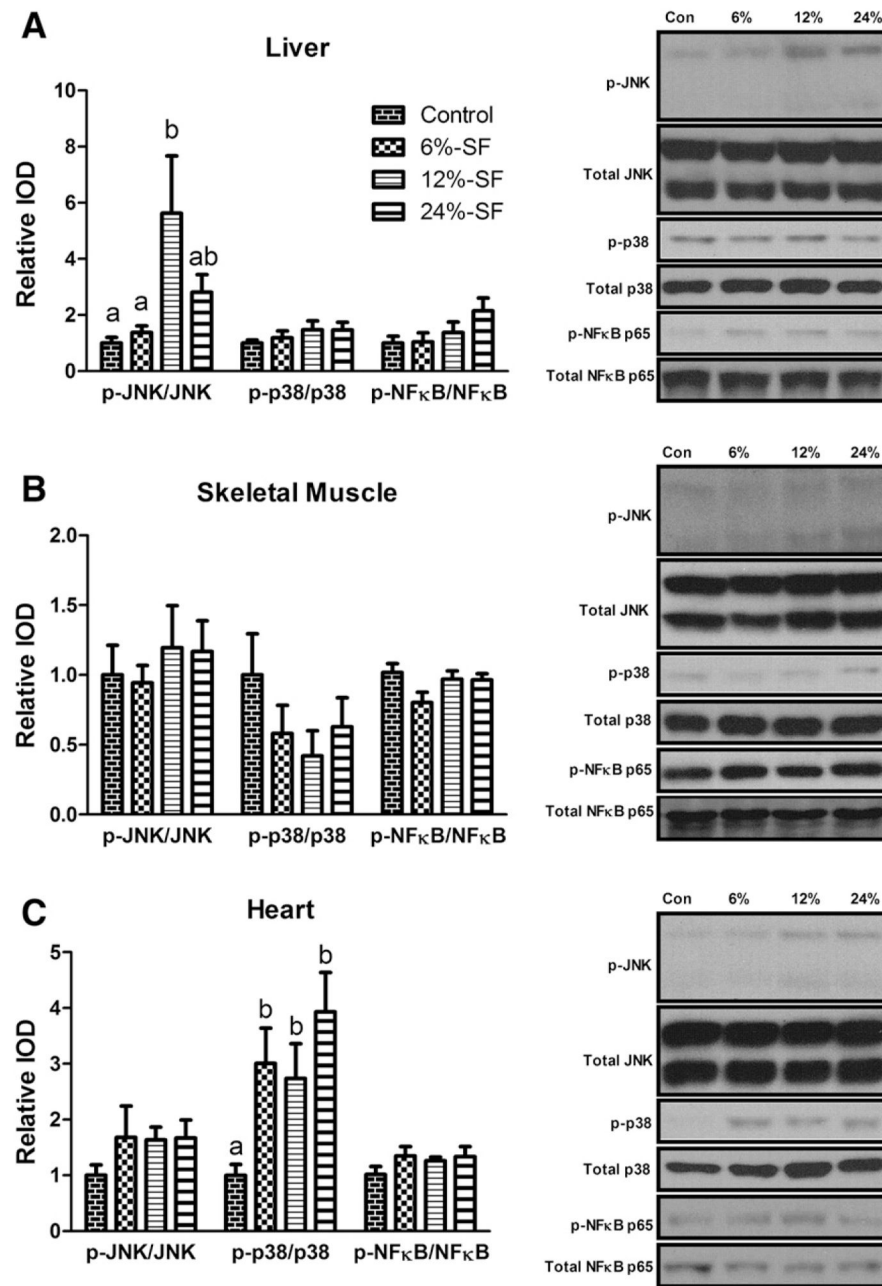 A
Liver
Relative IOD
10
8
6
4
2
0
a
a
b
ab
Control
6%-SF
12%-SF
24%-SF
p-JNK/JNK
p-p38/p38
p-NFκB/NFκB
Con 6% 12% 24%
p-JNK
Total JNK
p-p38
Total p38
p-NFκB p65
Total NFκB p65
B
Skeletal Muscle
Relative IOD
2.0
1.5
1.0
0.5
0.0
p-JNK/JNK
p-p38/p38
p-NFκB/NFκB
Con 6% 12% 24%
p-JNK
Total JNK
p-p38
Total p38
p-NFκB p65
Total NFκB p65
C
Heart
Relative IOD
5
4
3
2
1
0
a
b
b
b
p-JNK/JNK
p-p38/p38
p-NFκB/NFκB
Con 6% 12% 24%
p-JNK
Total JNK
p-p38
Total p38
p-NFκB p65
Total NFκB p65